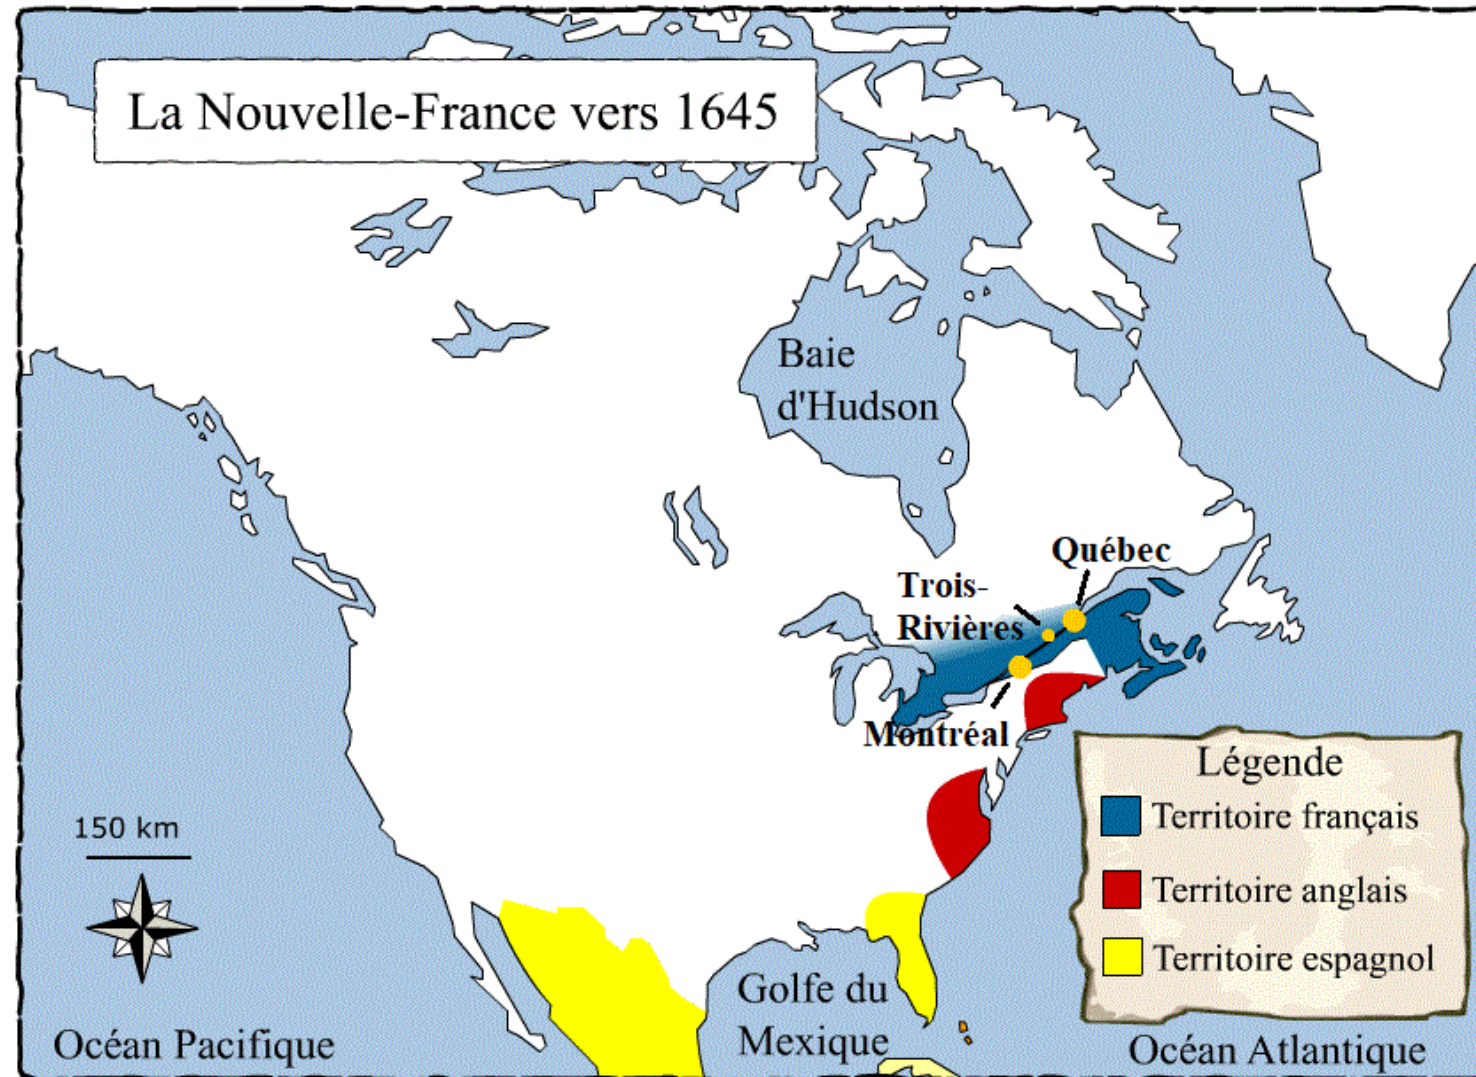 La Nouvelle-France vers 1645
Baie
d'Hudson
Québec
Trois-
Rivières
Montréal
Légende
Territoire français
Territoire anglais
Territoire espagnol
150 km
Golfe du
Mexique
Océan Pacifique
Océan Atlantique